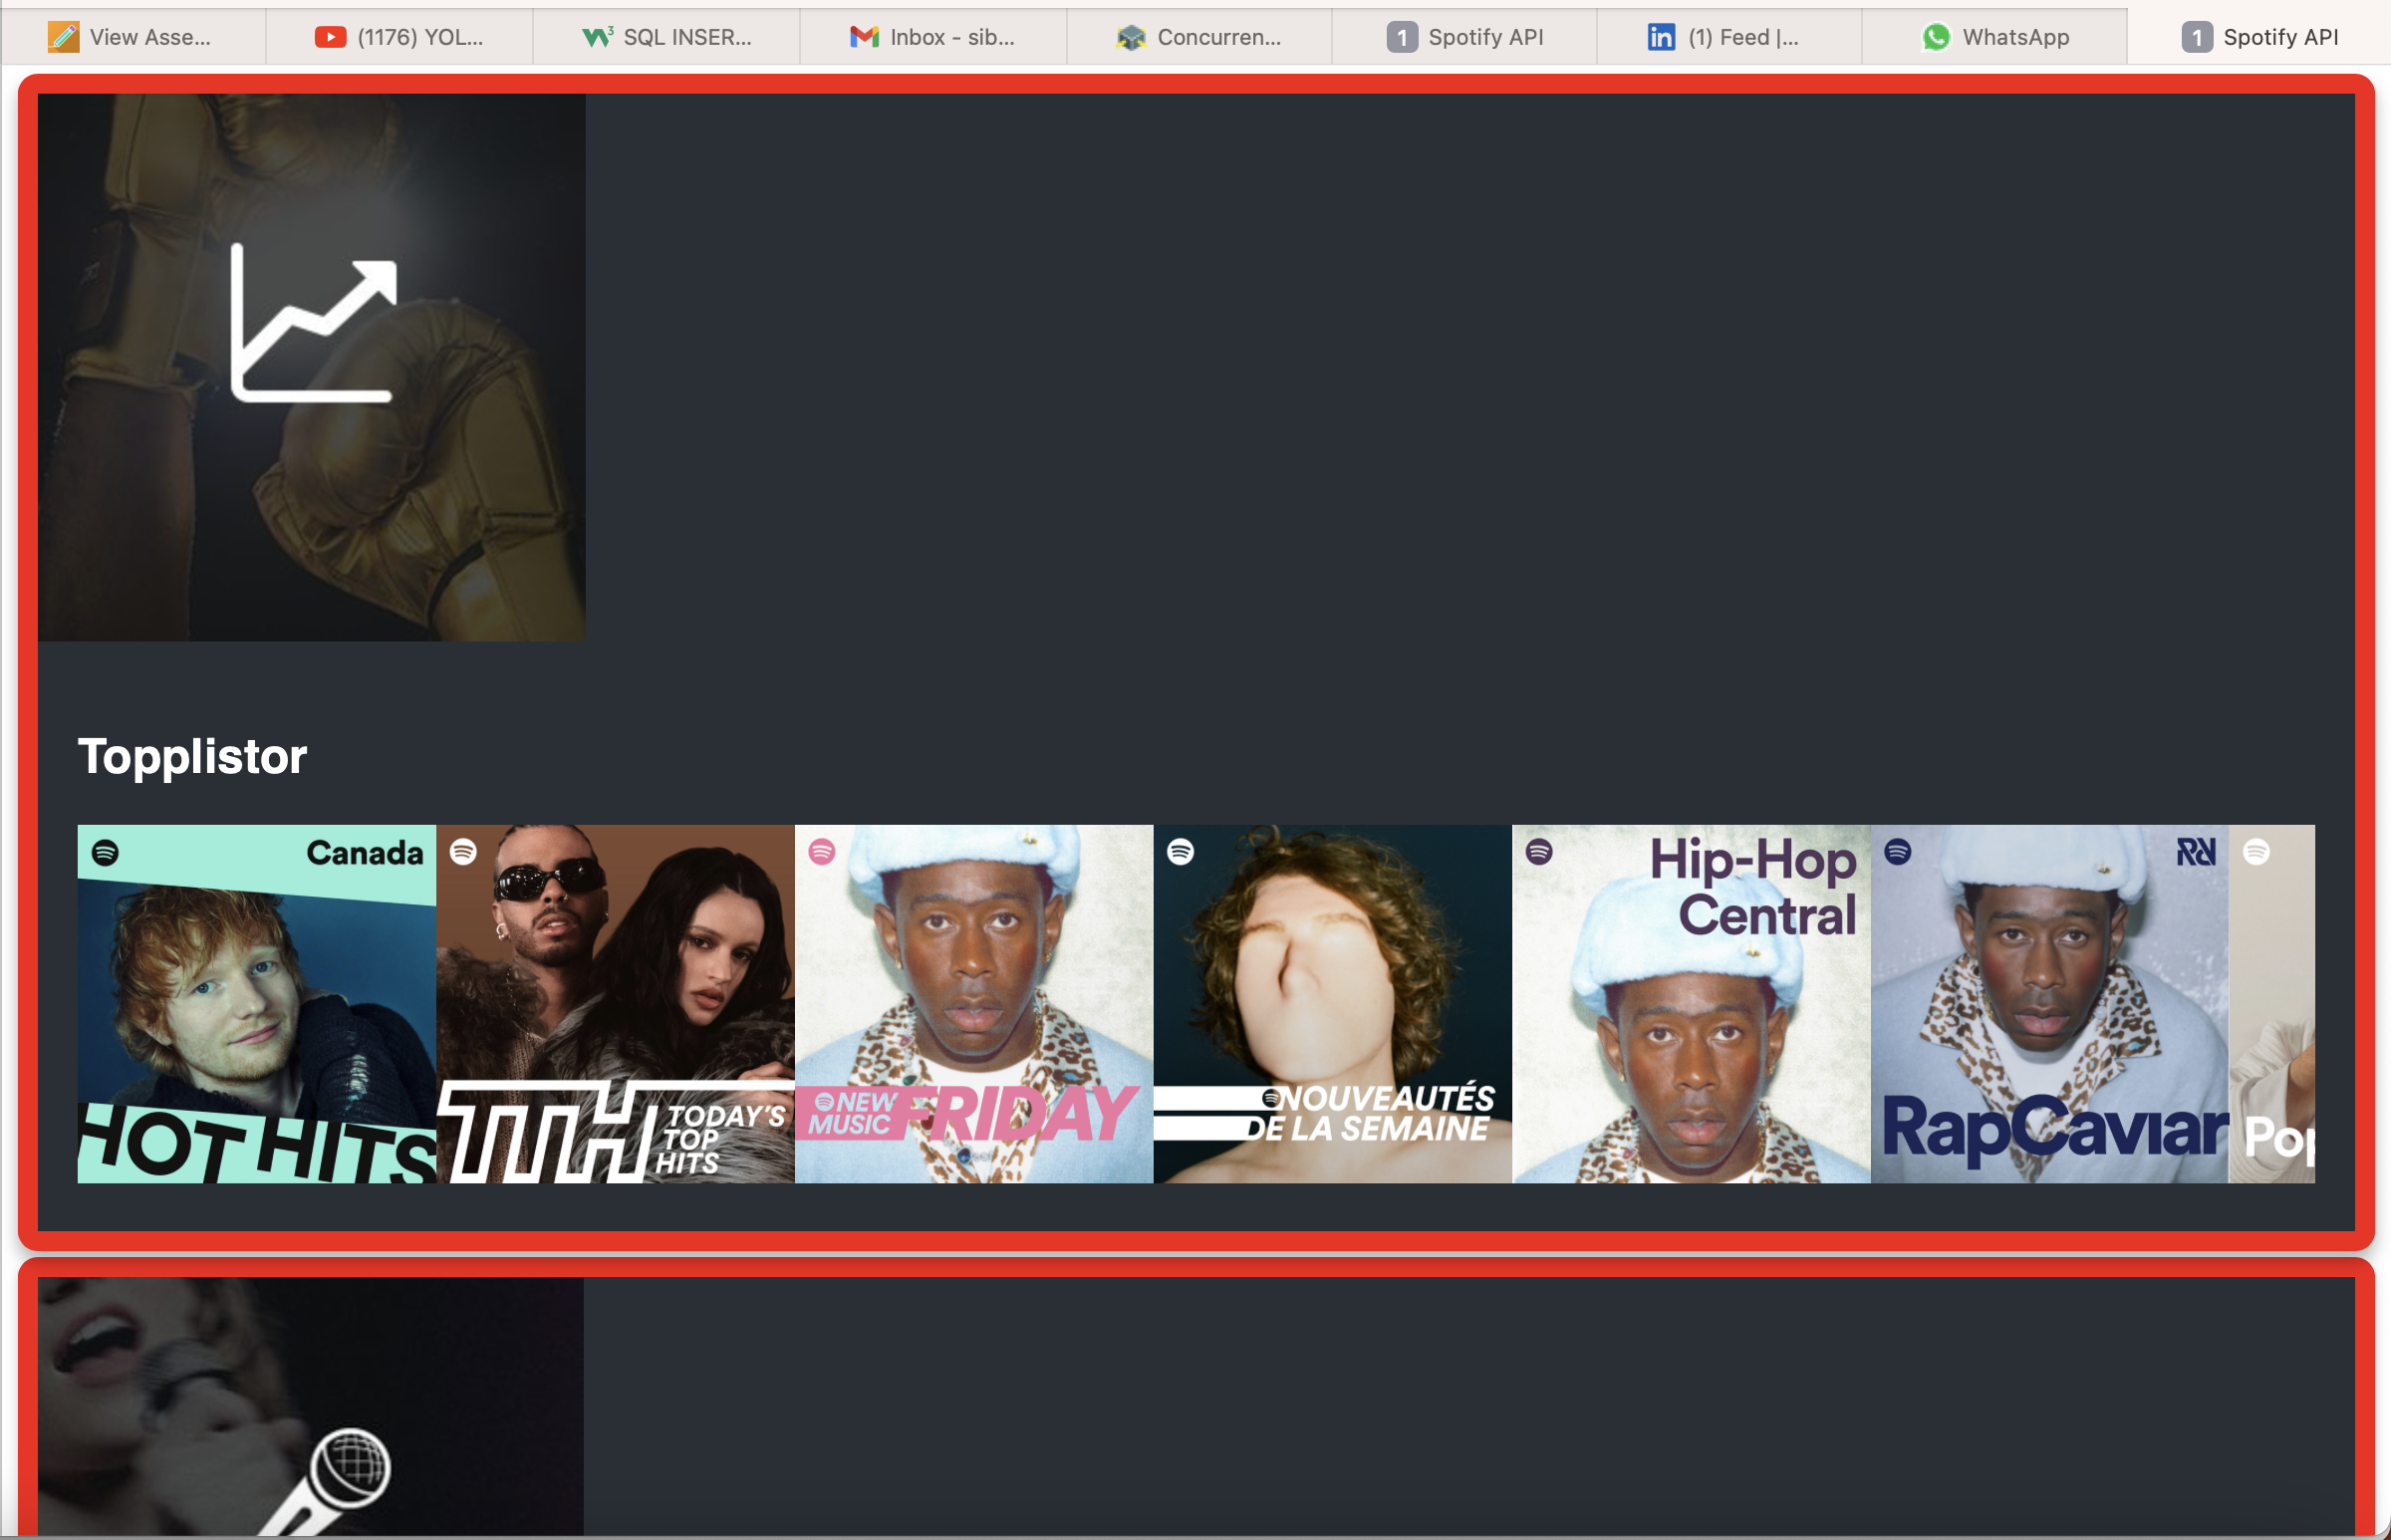 View Asse...
(1176) YOL...
SQL INSER...
Inbox - sib...
Concurren...
1 Spotify API
(1) Feed |...
WhatsApp
1 Spotify API
Topplistor
Canada
HOT HITS
TTH
TODAY'S
TOP
HITS
NEW
MUSIC
FRIDAY
NOUVEAUTÉS
DE LA SEMAINE
Hip-Hop
Central
RapCaviar
Pop